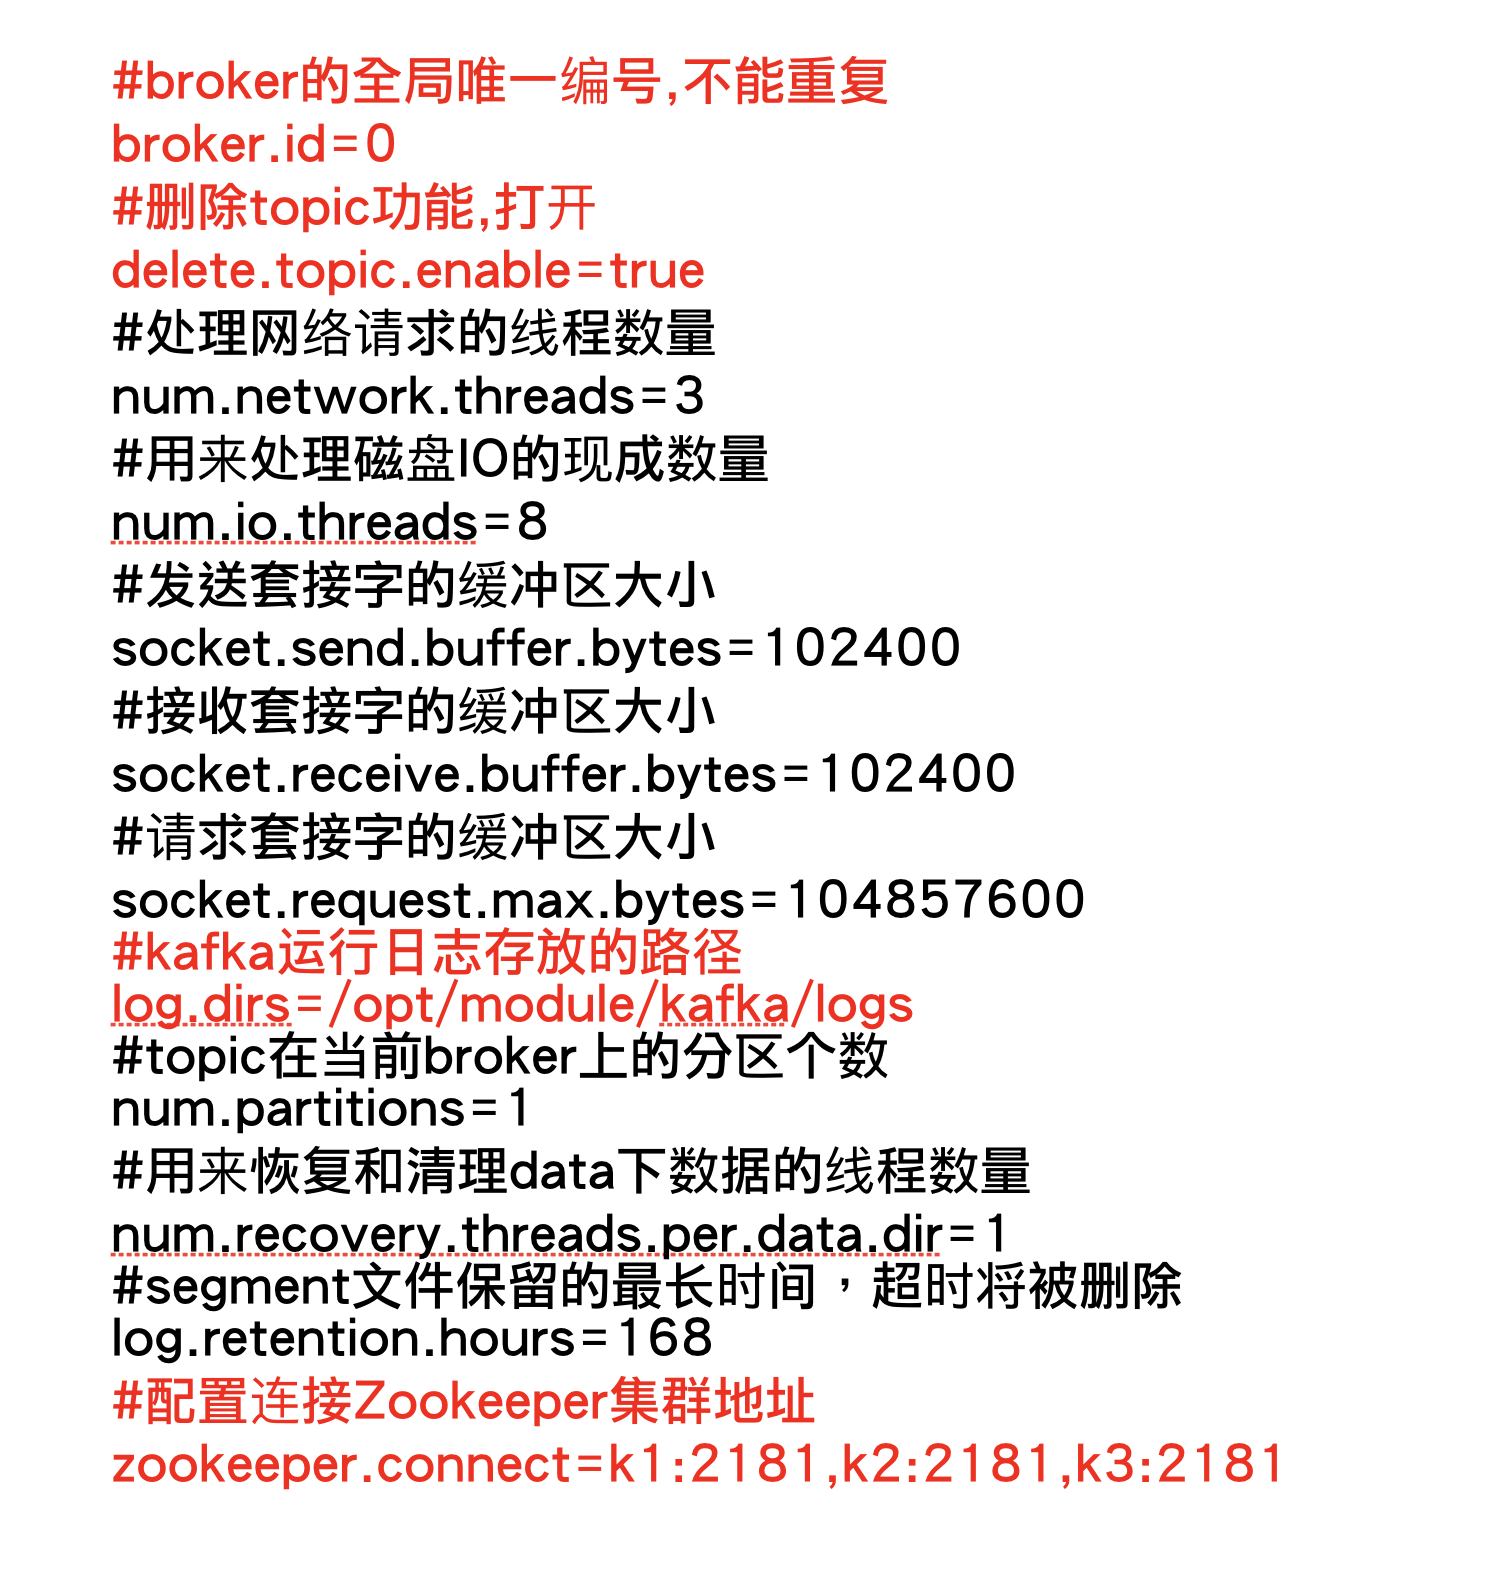 #broker的全局唯一编号,不能重复
broker.id=0
#删除topic功能,打开
delete.topic.enable=true
#处理网络请求的线程数量
num.network.threads=3
#用来处理磁盘IO的现成数量
num.io.threads=8
#发送套接字的缓冲区大小
socket.send.buffer.bytes=102400
#接收套接字的缓冲区大小
socket.receive.buffer.bytes=102400
#请求套接字的缓冲区大小
socket.request.max.bytes=104857600
#kafka运行日志存放的路径
log.dirs=/opt/module/kafka/logs
#topic在当前broker上的分区个数
num.partitions=1
#用来恢复和清理data下数据的线程数量
num.recovery.threads.per.data.dir=1
#segment文件保留的最长时间，超时将被删除
log.retention.hours=168
#配置连接Zookeeper集群地址
zookeeper.connect=k1:2181,k2:2181,k3:2181